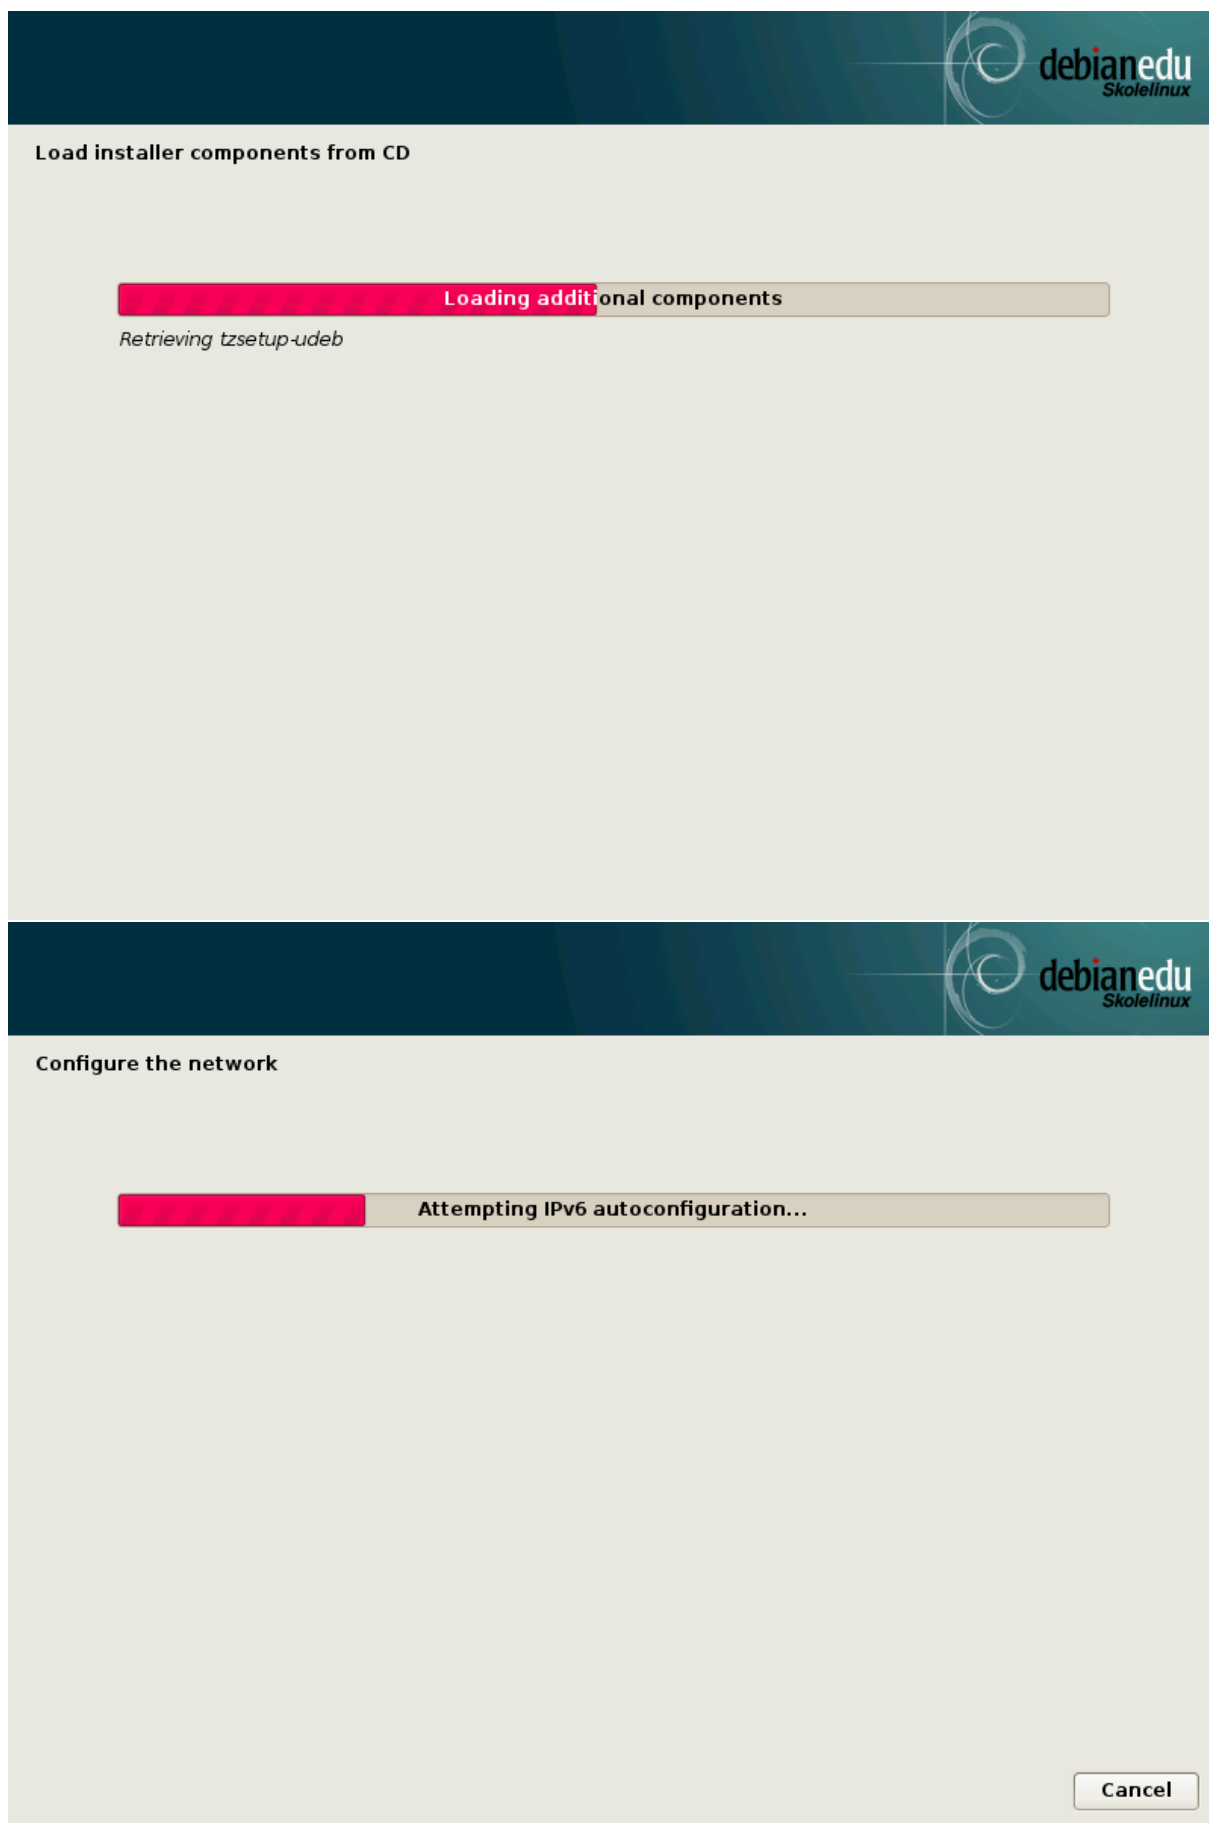 debianedu
Skolelinux
Load installer components from CD
Loading additional components
Retrieving tzsetup-udeb
debianedu
Skolelinux
Configure the network
Attempting IPv6 autoconfiguration...
Cancel